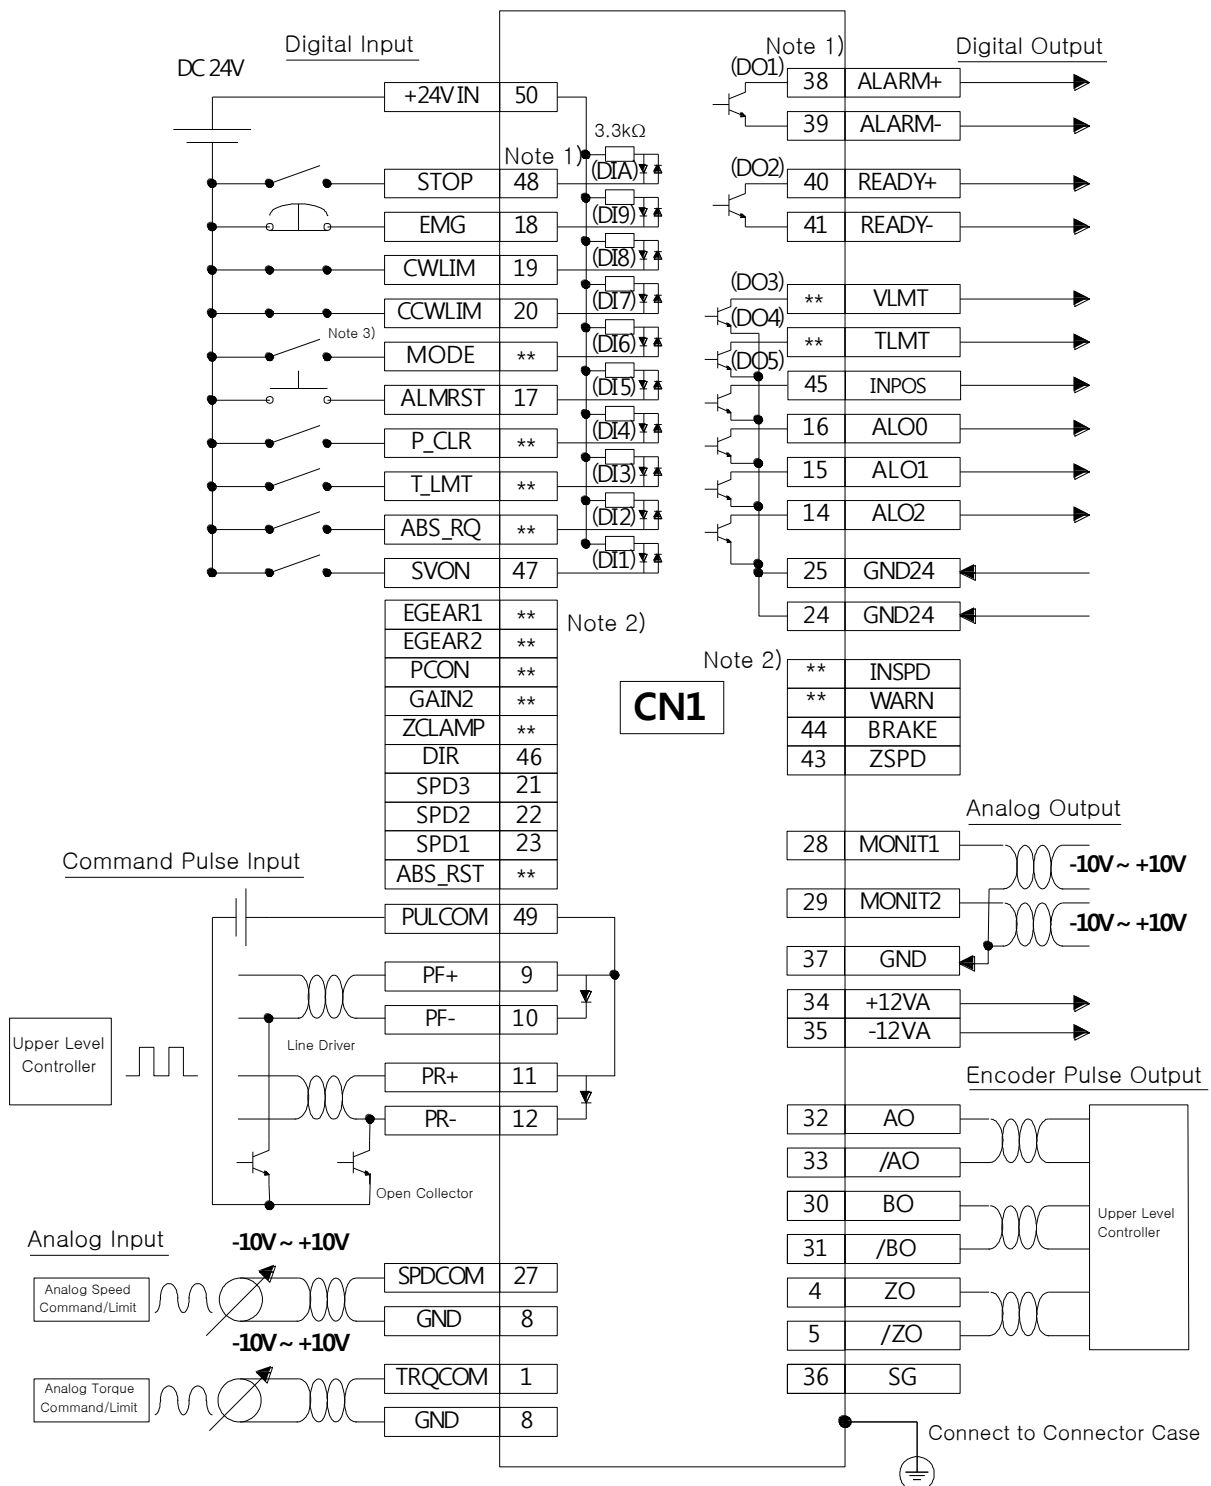 Digital Input
DC 24V
+24V IN 50
3.3kΩ
Note 1)
STOP 48 (DIA)
EMG 18 (DI9)
CWLIM 19 (DI8)
CCWLIM 20 (DI7)
Note 3)
MODE ** (DI6)
ALMRST 17 (DI5)
P_CLR ** (DI4)
T_LMT ** (DI3)
ABS_RQ ** (DI2)
SVON 47 (DI1)
EGEAR1 **
Note 2)
EGEAR2 **
PCON **
GAIN2 **
ZCLAMP **
DIR 46
SPD3 21
SPD2 22
SPD1 23
ABS_RST **
Command Pulse Input
PULCOM 49
PF+ 9
PF- 10
Line Driver
Upper Level
Controller
PR+ 11
PR- 12
Open Collector
Analog Input
-10V ~ +10V
Analog Speed
Command/Limit
SPDCOM 27
GND 8
-10V ~ +10V
Analog Torque
Command/Limit
TRQCOM 1
GND 8
CN1
Note 1)
Digital Output
(DO1) 38 ALARM+
39 ALARM-
(DO2) 40 READY+
41 READY-
(DO3) ** VLMT
(DO4) ** TLMT
(DO5) 45 INPOS
16 ALO0
15 ALO1
14 ALO2
25 GND24
24 GND24
Note 2)
** INSPD
** WARN
44 BRAKE
43 ZSPD
Analog Output
28 MONIT1
-10V ~ +10V
29 MONIT2
-10V ~ +10V
37 GND
34 +12VA
35 -12VA
Encoder Pulse Output
32 AO
33 /AO
30 BO
31 /BO
4 ZO
5 /ZO
Upper Level
Controller
36 SG
Connect to Connector Case